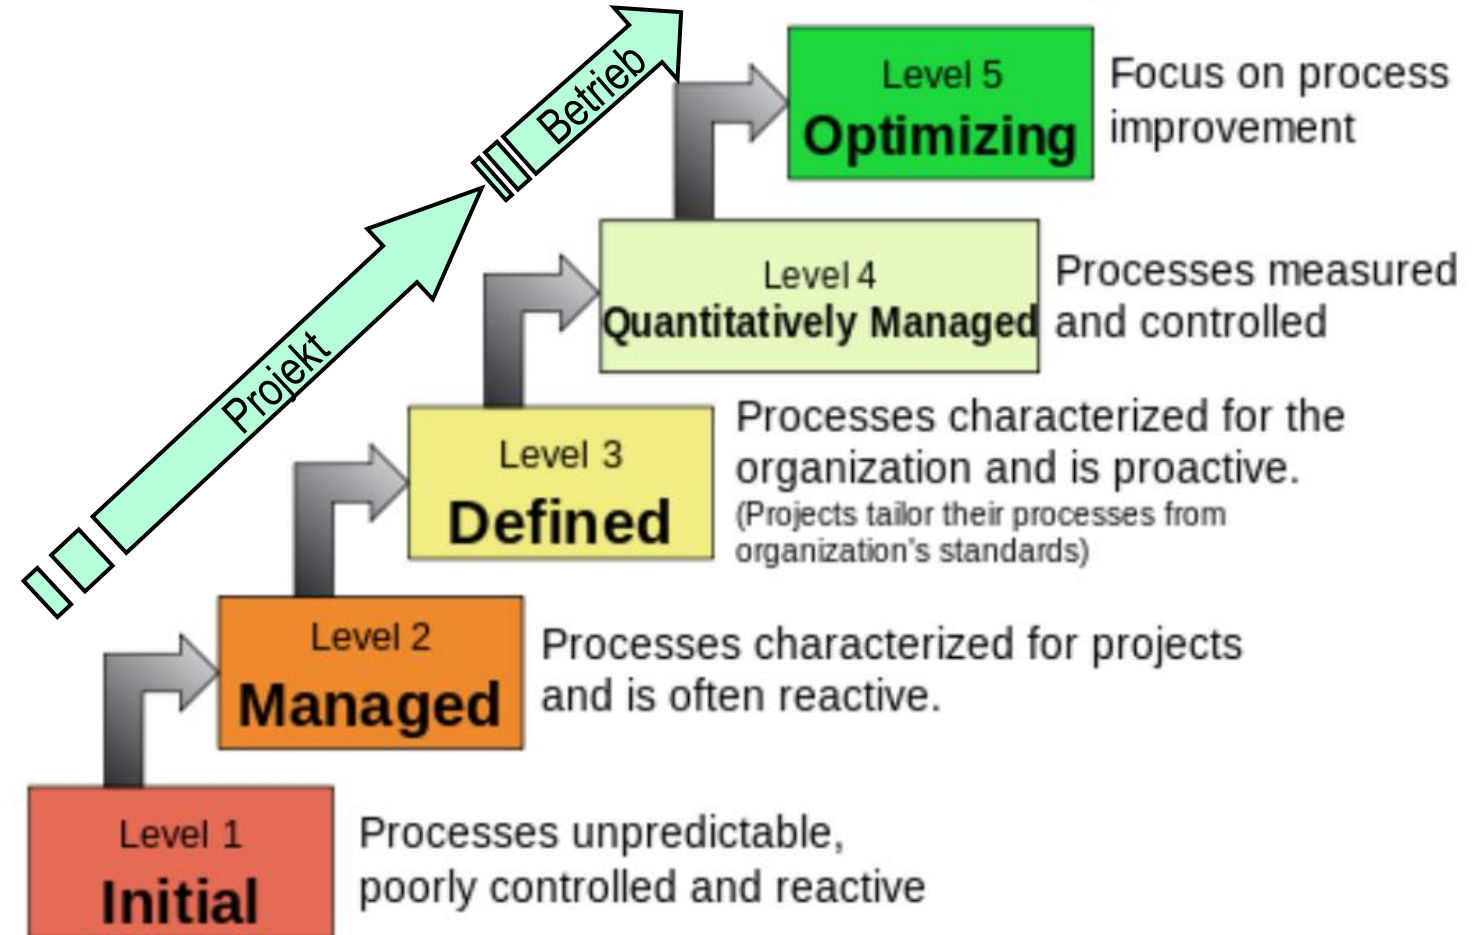 Betrieb
Projekt
Level 5
Optimizing
Focus on process
improvement
Level 4
Quantitatively Managed
Processes measured
and controlled
Level 3
Defined
Processes characterized for the
organization and is proactive.
(Projects tailor their processes from
organization's standards)
Level 2
Managed
Processes characterized for projects
and is often reactive.
Level 1
Initial
Processes unpredictable,
poorly controlled and reactive